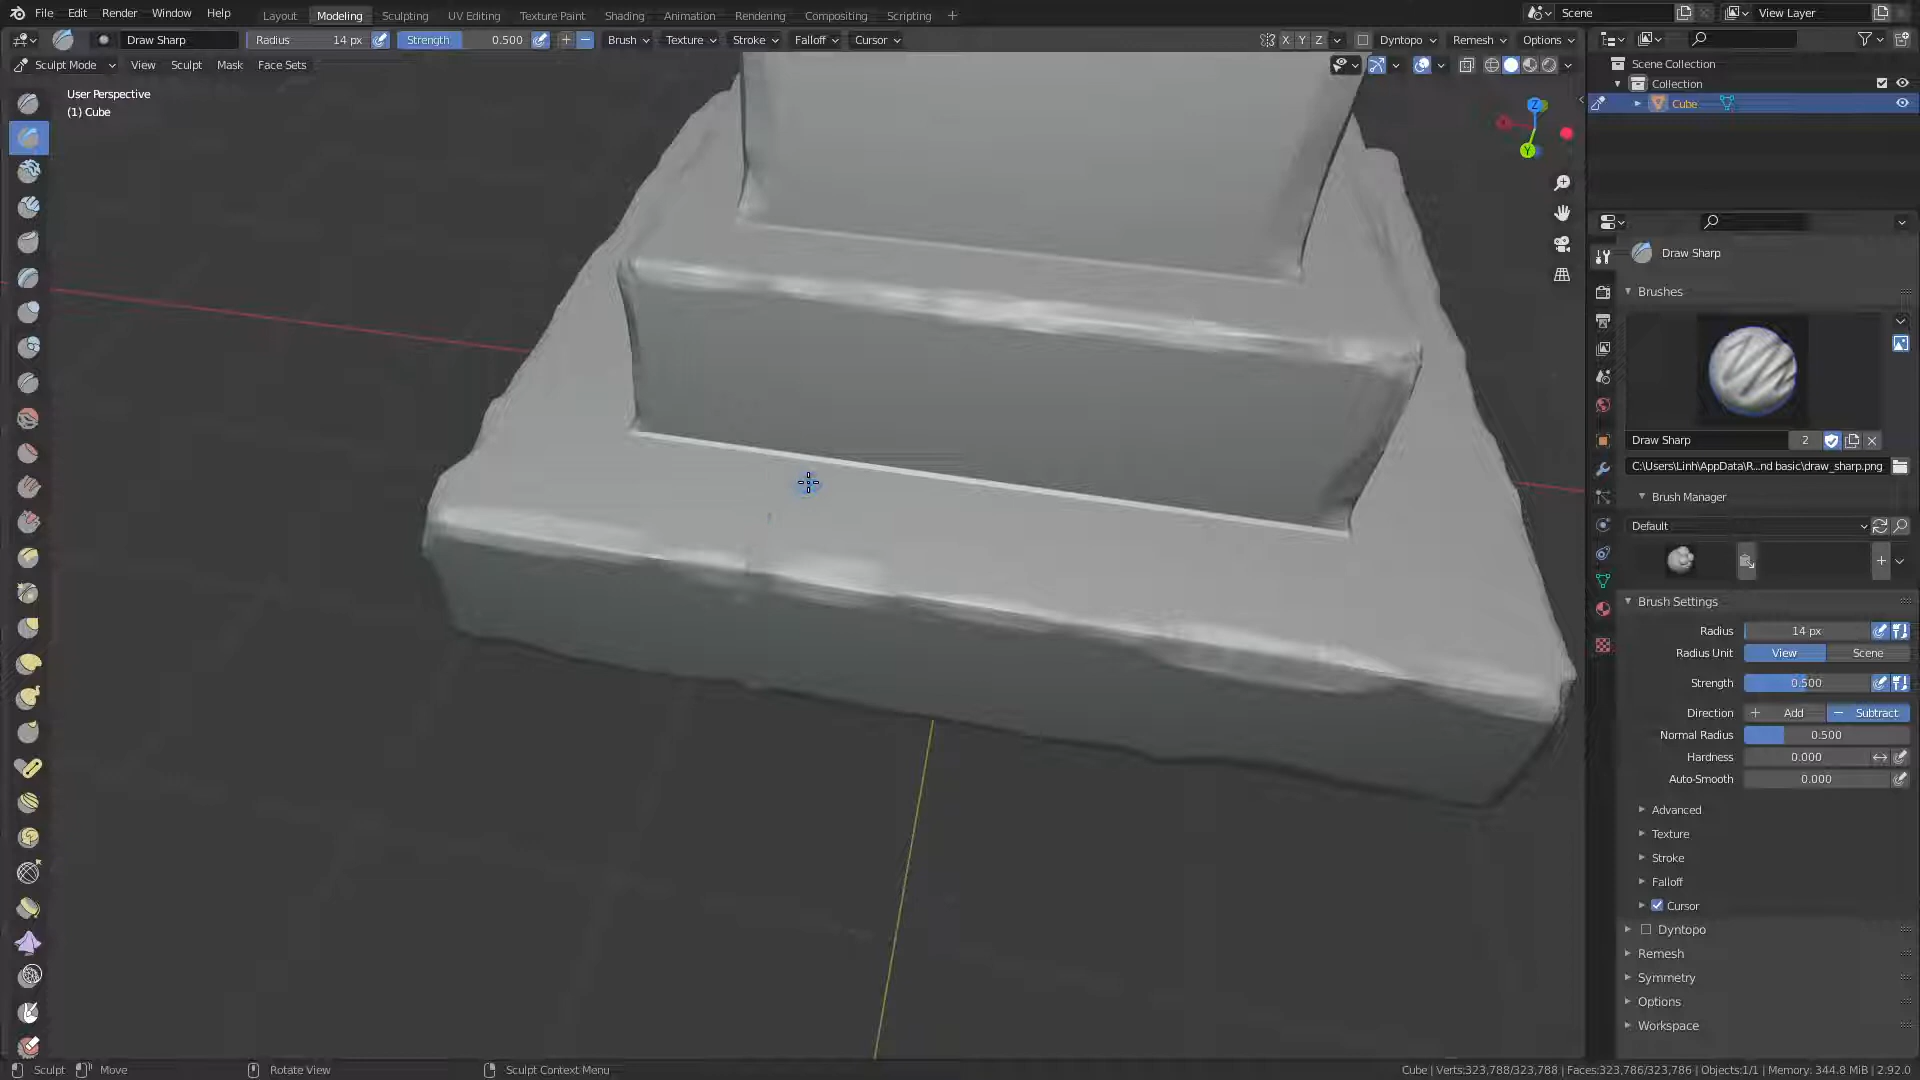 File Edit Render Window Help Layout Modeling Sculpting UV Editing Texture Paint Shading Animation Rendering Compositing Scripting + Scene View Layer
Draw Sharp Radius 14 px Strength 0.500 Brush Texture Stroke Falloff Cursor X Y Z Dyntopo Remesh Options
Sculpt Mode View Sculpt Mask Face Sets
Scene Collection
Collection
Cube
User Perspective
(1) Cube
Z
Y
Draw Sharp
Brushes
Draw Sharp 2
C:\Users\Linh\AppData\R...nd basic\draw_sharp.png
Brush Manager
Default
Brush Settings
Radius 14 px
Radius Unit View Scene
Strength 0.500
Direction + Add − Subtract
Normal Radius 0.500
Hardness 0.000
Auto-Smooth 0.000
Advanced
Texture
Stroke
Falloff
Cursor
Dyntopo
Remesh
Symmetry
Options
Workspace
Sculpt Move Rotate View Sculpt Context Menu Cube | Verts:323,788/323,788 | Faces:323,786/323,786 | Objects:1/1 | Memory: 344.8 MiB | 2.92.0